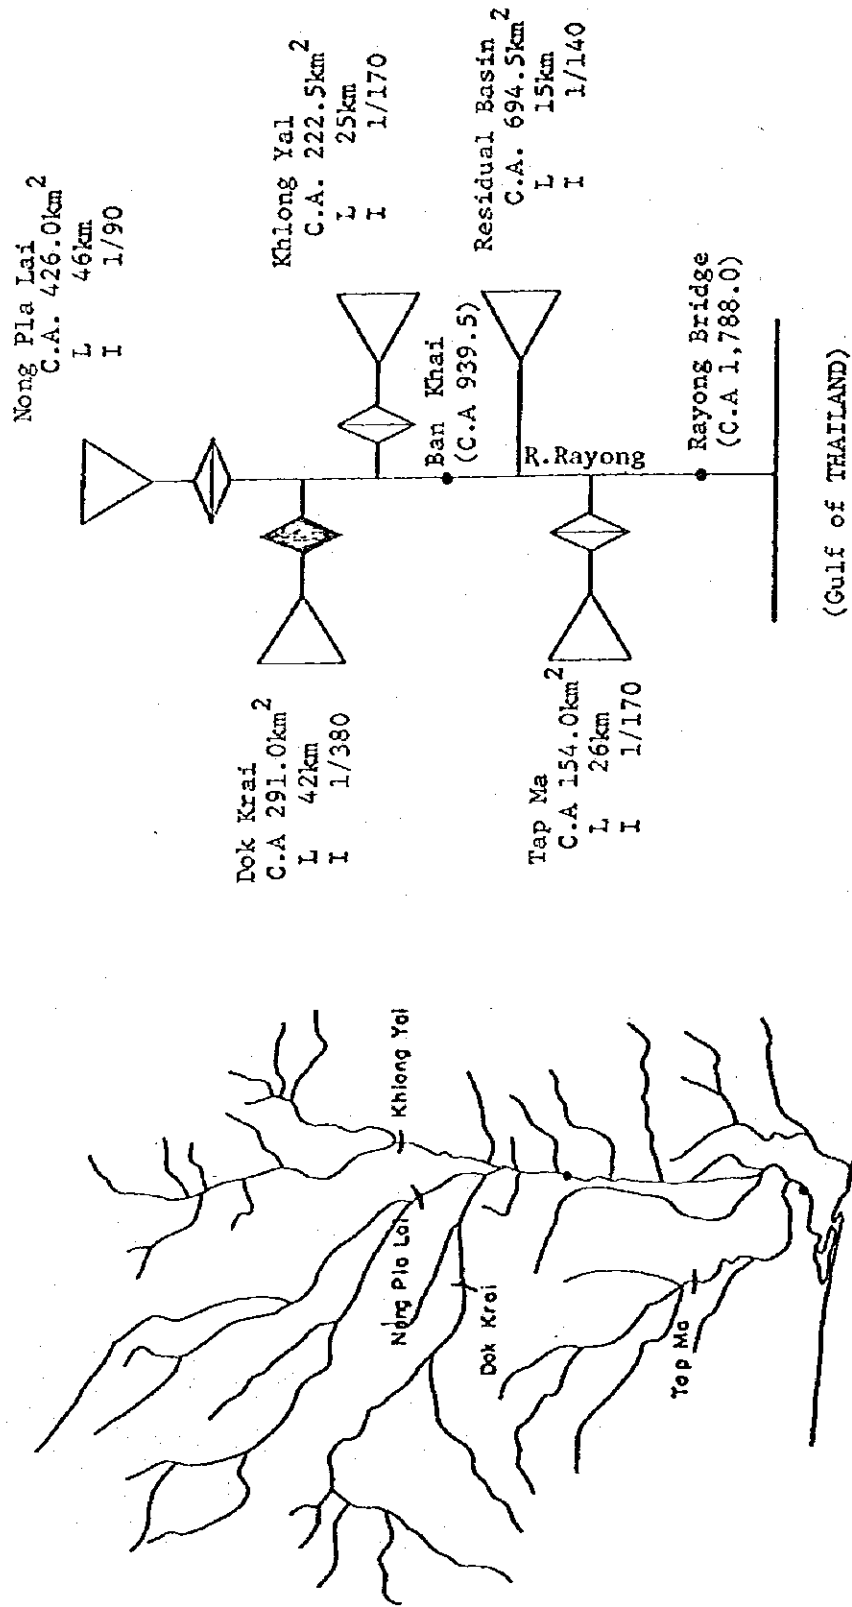 Nong Pla Lai
C.A. 426.0km2
L 46km
I 1/90
Khlong Yal
C.A. 222.5km2
L 25km
I 1/170
Dok Krai
C.A 291.0km2
L 42km
I 1/380
Ban Khai
(C.A 939.5)
Residual Basin
C.A. 694.5km2
L 15km
I 1/140
R.Rayong
Tap Ma
C.A 154.0km2
L 26km
I 1/170
Rayong Bridge
(C.A 1,788.0)
(Gulf of THAILAND)
Khlong Yai
Nong Pla Lai
Dok Krai
Tap Ma